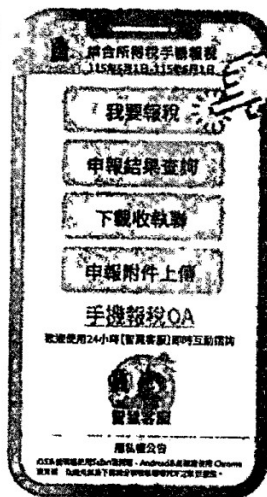 綜合所得稅手機報稅
115年5月1日-115年6月1日
我要報稅
申報結果查詢
下載收執聯
申報附件上傳
手機報稅QA
歡迎使用24小時【智慧客服】即時互動諮詢
智慧客服
隱私權公告